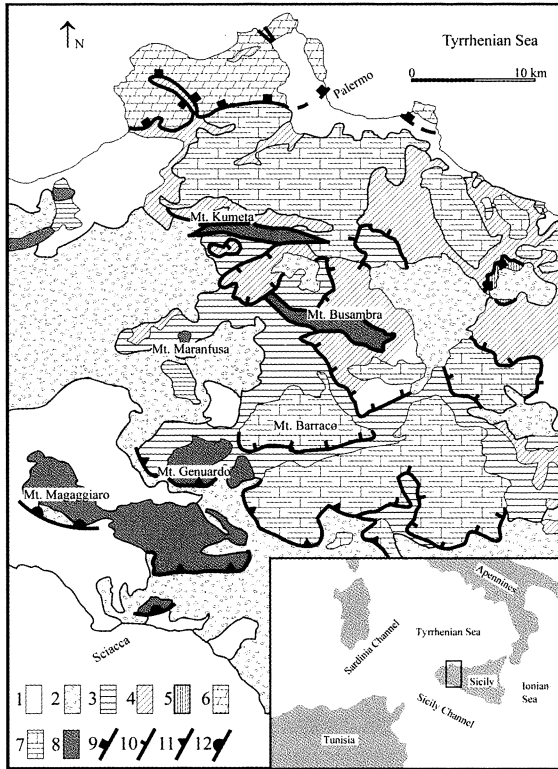 N
Tyrrhenian Sea
0 10 km
Palermo
Mt. Kumeta
Mt. Busambra
Mt. Maranfusa
Mt. Barraco
Mt. Genuardo
Mt. Magaggiaro
Sciacca
1 2 3 4 5 6
7 8 9 10 11 12
Apennines
Tyrrhenian Sea
Sardinia Channel
Sicily
Ionian
Sea
Sicily Channel
Tunisia